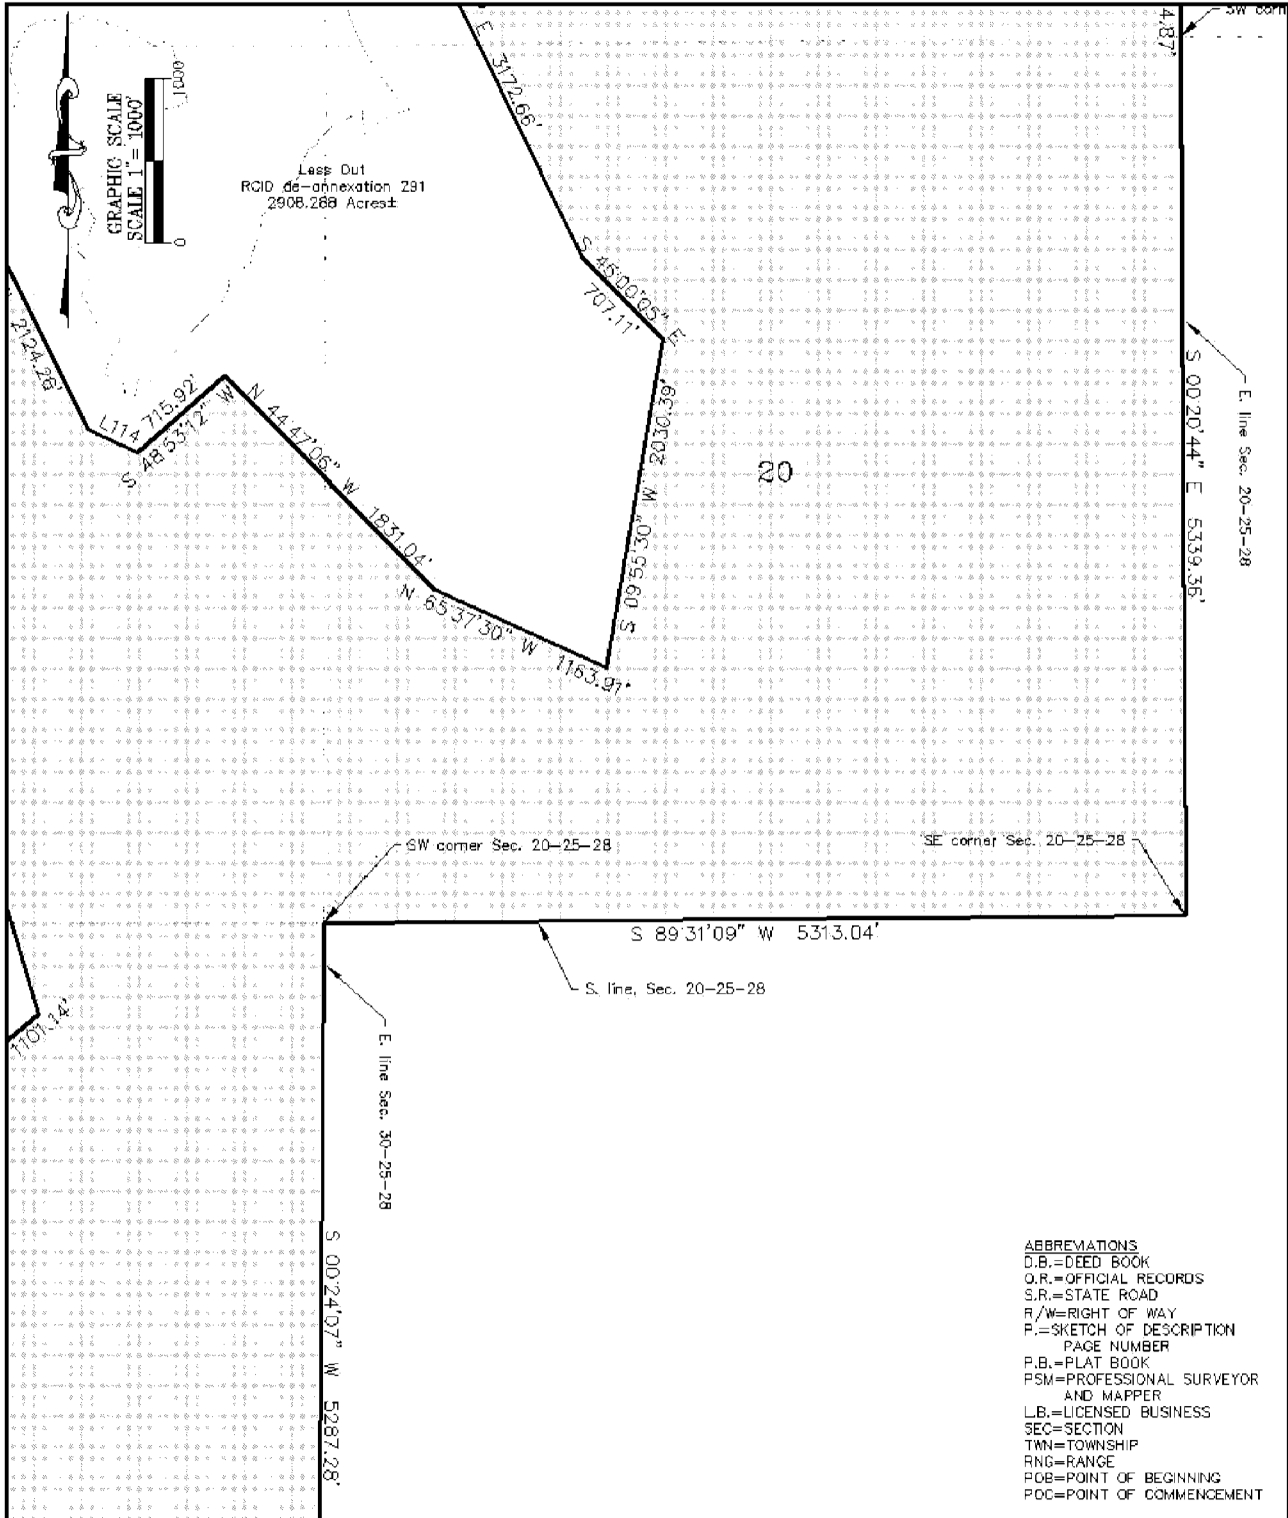 4.87'
SW corn
GRAPHIC SCALE
SCALE 1" = 1000'
0
1000
Less Out
RCID de-annexation 291
2908.288 Acres±
E 3172.66'
S 45°00'05" E
707.11'
2124.26'
L114
715.92'
S 48°53'12" W
N 44°47'06" W 1831.04'
N 65°37'30" W 1163.97'
S 09°55'30" W 2030.39'
20
E. line Sec. 20-25-28
S 00°20'44" E 5339.36'
SW corner Sec. 20-25-28
SE corner Sec. 20-25-28
S 89°31'09" W 5313.04'
S. line, Sec. 20-25-28
1101.14'
E. line Sec. 30-25-28
S 00°24'07" W 5287.28'
ABBREVIATIONS
D.B.=DEED BOOK
O.R.=OFFICIAL RECORDS
S.R.=STATE ROAD
R/W=RIGHT OF WAY
P.=SKETCH OF DESCRIPTION
PAGE NUMBER
P.B.=PLAT BOOK
PSM=PROFESSIONAL SURVEYOR
AND MAPPER
L.B.=LICENSED BUSINESS
SEC=SECTION
TWN=TOWNSHIP
RNG=RANGE
POB=POINT OF BEGINNING
POC=POINT OF COMMENCEMENT